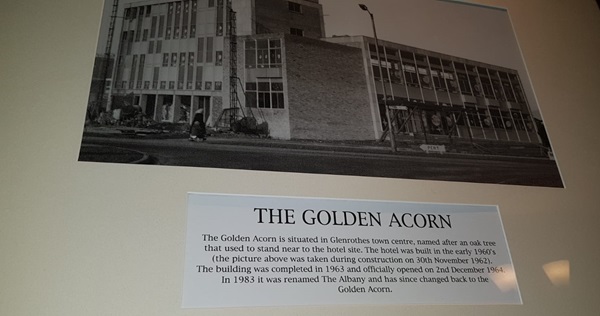 THE GOLDEN ACORN
The Golden Acorn is situated in Glenrothes town centre, named after an oak tree
that used to stand near to the hotel site. The hotel was built in the early 1960's
(the picture above was taken during construction on 30th November 1962).
The building was completed in 1963 and officially opened on 2nd December 1964.
In 1983 it was renamed The Albany and has since changed back to the
Golden Acorn.